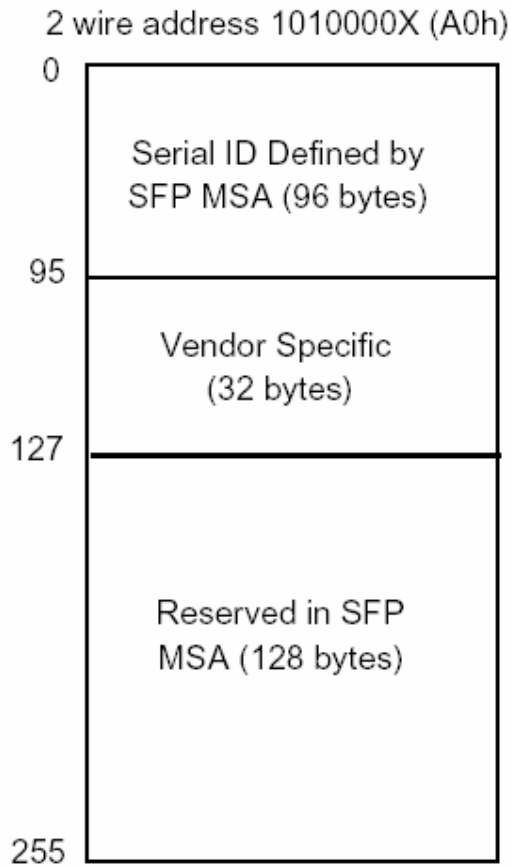 2 wire address 1010000X (A0h)
0
Serial ID Defined by
SFP MSA (96 bytes)
95
Vendor Specific
(32 bytes)
127
Reserved in SFP
MSA (128 bytes)
255